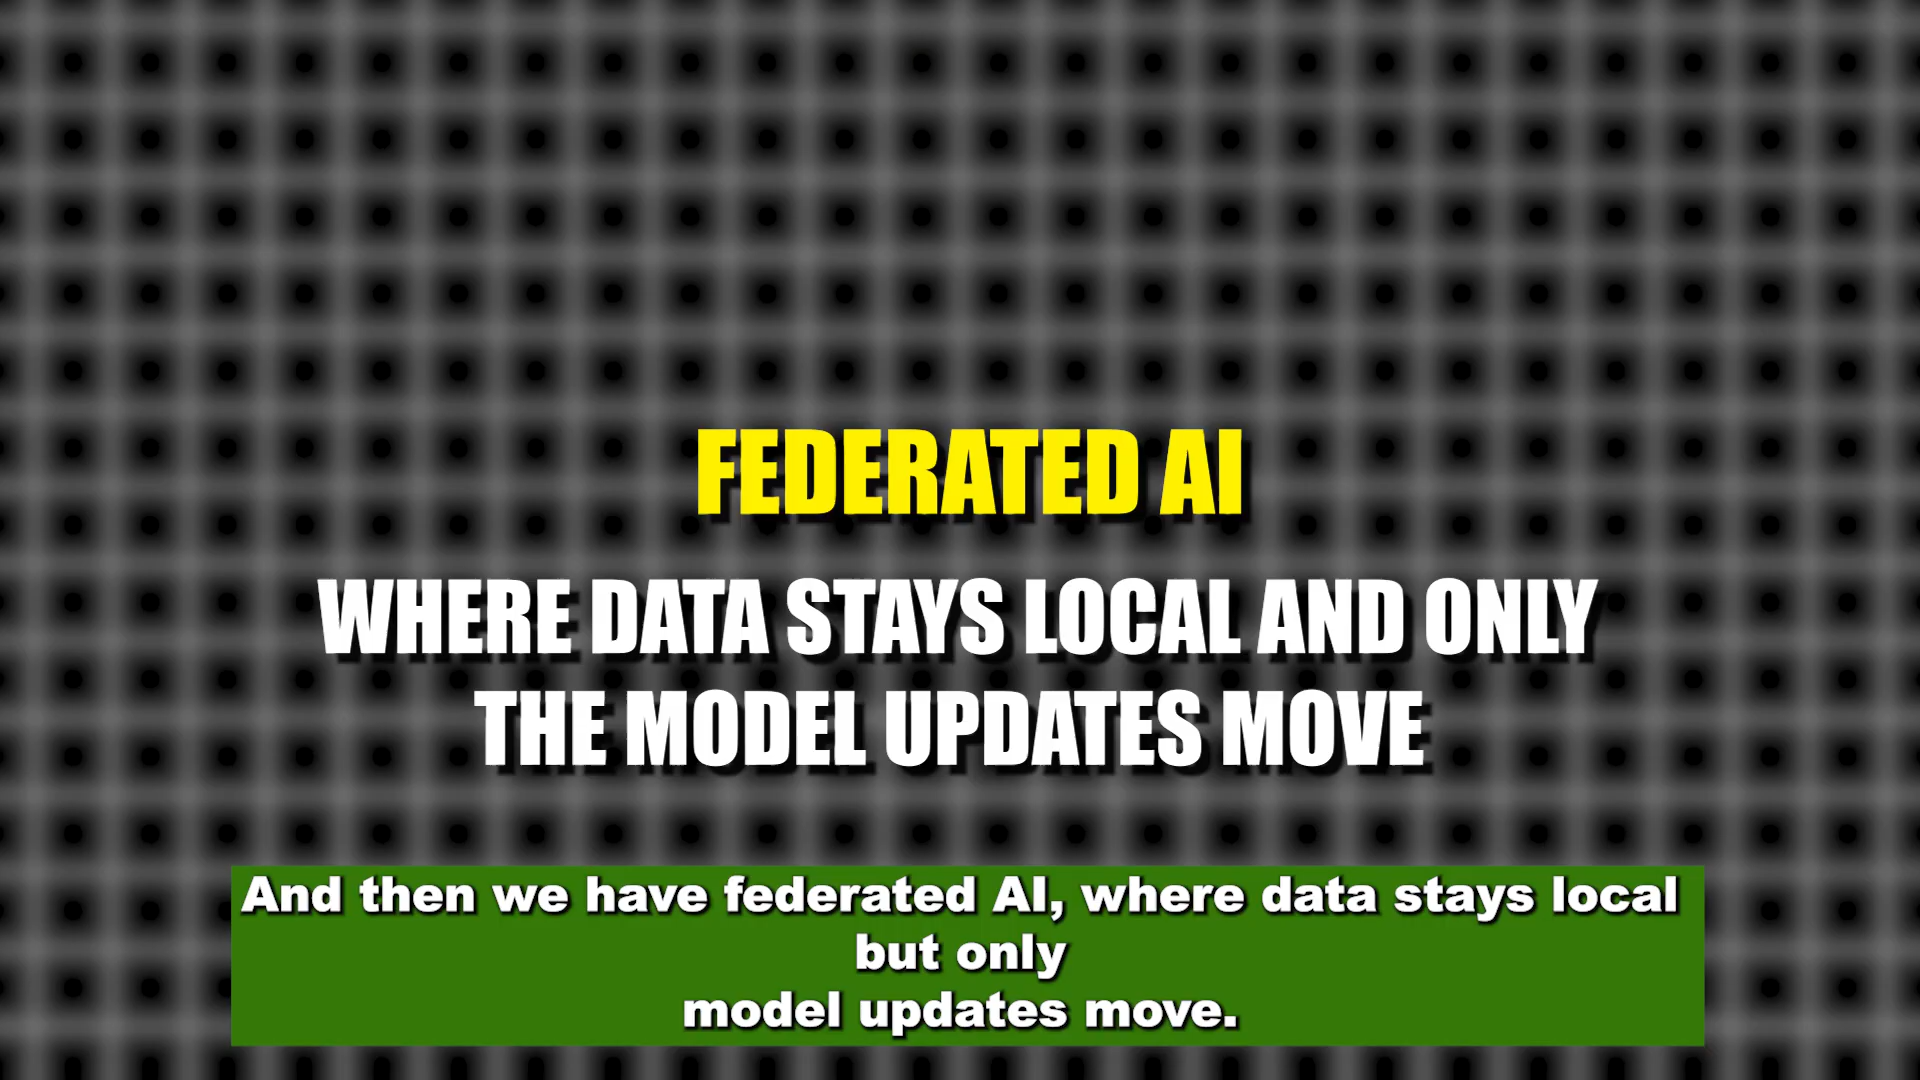 FEDERATED AI
WHERE DATA STAYS LOCAL AND ONLY
THE MODEL UPDATES MOVE
And then we have federated AI, where data stays local
but only
model updates move.